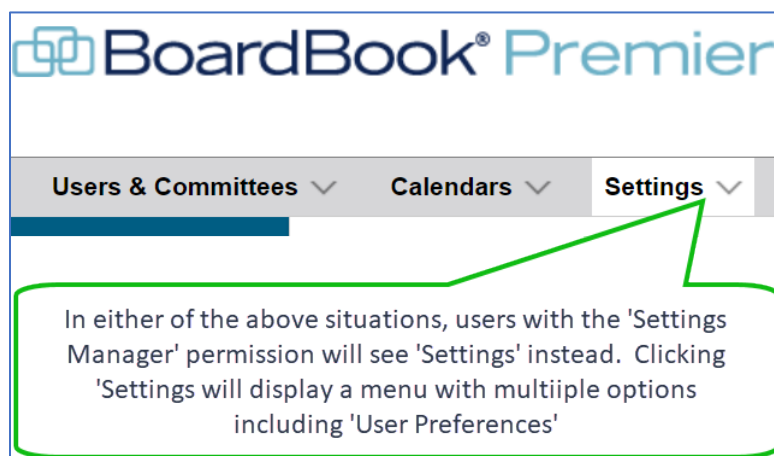 BoardBook® Premier
Users & Committees Calendars Settings
In either of the above situations, users with the 'Settings
Manager' permission will see 'Settings' instead.  Clicking
'Settings will display a menu with multiiple options
including 'User Preferences'